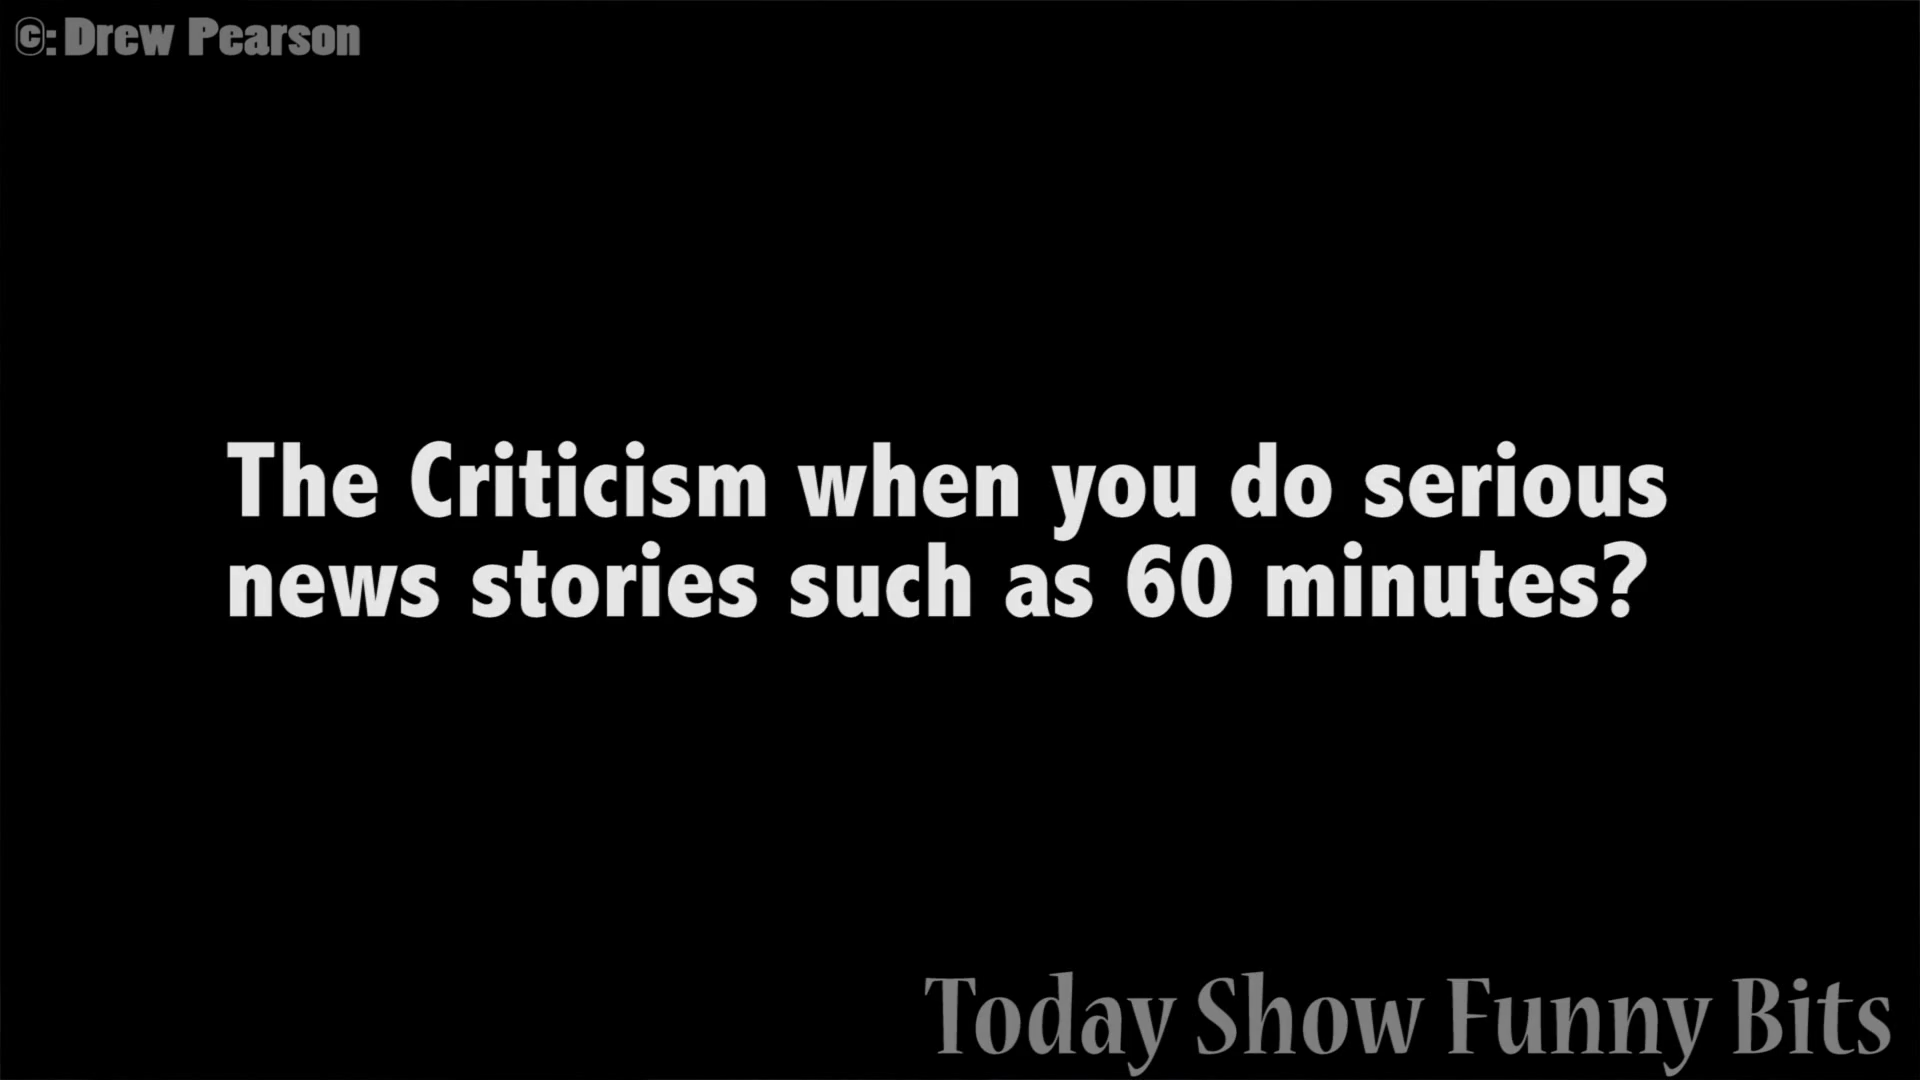 ©: Drew Pearson
The Criticism when you do serious
news stories such as 60 minutes?
Today Show Funny Bits